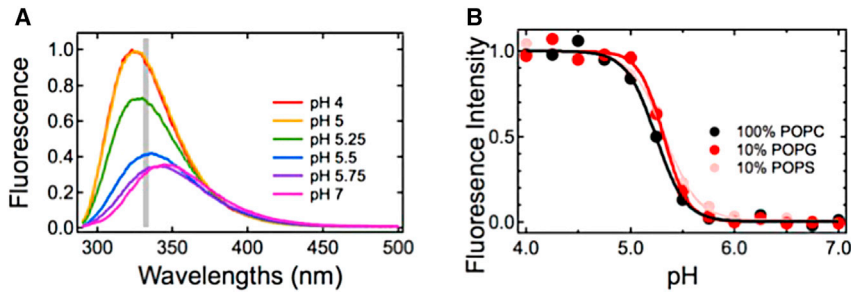 A
Fluorescence
1.0
0.8
0.6
0.4
0.2
0.0
pH 4
pH 5
pH 5.25
pH 5.5
pH 5.75
pH 7
300 350 400 450 500
Wavelengths (nm)
B
Fluoresence Intensity
1.0
0.5
0.0
100% POPC
10% POPG
10% POPS
4.0 5.0 6.0 7.0
pH